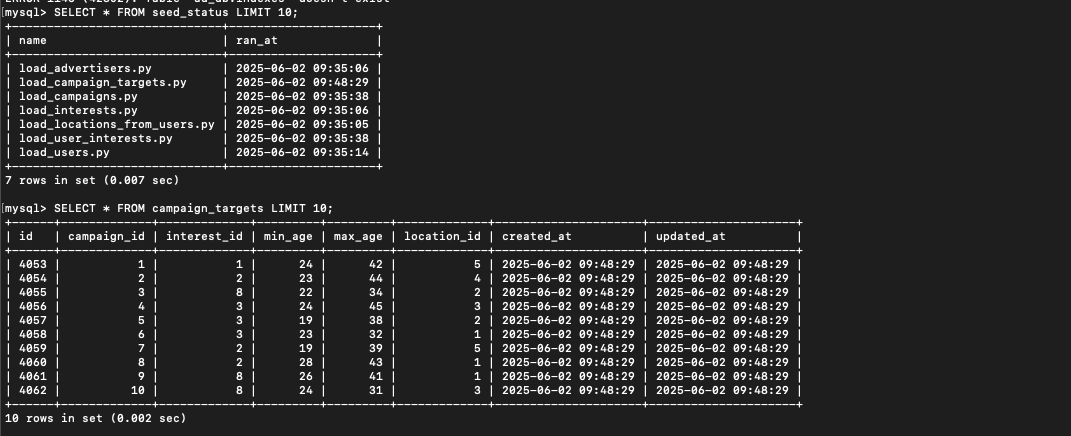 [mysql> SELECT * FROM seed_status LIMIT 10;
+------------------------------+---------------------+
| name                         | ran_at              |
+------------------------------+---------------------+
| load_advertisers.py          | 2025-06-02 09:35:06 |
| load_campaign_targets.py     | 2025-06-02 09:48:29 |
| load_campaigns.py            | 2025-06-02 09:35:38 |
| load_interests.py            | 2025-06-02 09:35:06 |
| load_locations_from_users.py | 2025-06-02 09:35:05 |
| load_user_interests.py       | 2025-06-02 09:35:38 |
| load_users.py                | 2025-06-02 09:35:14 |
+------------------------------+---------------------+
7 rows in set (0.007 sec)
[mysql> SELECT * FROM campaign_targets LIMIT 10;
+------+-------------+-------------+---------+---------+-------------+---------------------+---------------------+
| id   | campaign_id | interest_id | min_age | max_age | location_id | created_at          | updated_at          |
+------+-------------+-------------+---------+---------+-------------+---------------------+---------------------+
| 4053 |           1 |           1 |      24 |      42 |           5 | 2025-06-02 09:48:29 | 2025-06-02 09:48:29 |
| 4054 |           2 |           2 |      23 |      44 |           4 | 2025-06-02 09:48:29 | 2025-06-02 09:48:29 |
| 4055 |           3 |           8 |      22 |      34 |           2 | 2025-06-02 09:48:29 | 2025-06-02 09:48:29 |
| 4056 |           4 |           3 |      24 |      45 |           3 | 2025-06-02 09:48:29 | 2025-06-02 09:48:29 |
| 4057 |           5 |           3 |      19 |      38 |           2 | 2025-06-02 09:48:29 | 2025-06-02 09:48:29 |
| 4058 |           6 |           3 |      23 |      32 |           1 | 2025-06-02 09:48:29 | 2025-06-02 09:48:29 |
| 4059 |           7 |           2 |      19 |      39 |           5 | 2025-06-02 09:48:29 | 2025-06-02 09:48:29 |
| 4060 |           8 |           2 |      28 |      43 |           1 | 2025-06-02 09:48:29 | 2025-06-02 09:48:29 |
| 4061 |           9 |           8 |      26 |      41 |           1 | 2025-06-02 09:48:29 | 2025-06-02 09:48:29 |
| 4062 |          10 |           8 |      24 |      31 |           3 | 2025-06-02 09:48:29 | 2025-06-02 09:48:29 |
+------+-------------+-------------+---------+---------+-------------+---------------------+---------------------+
10 rows in set (0.002 sec)